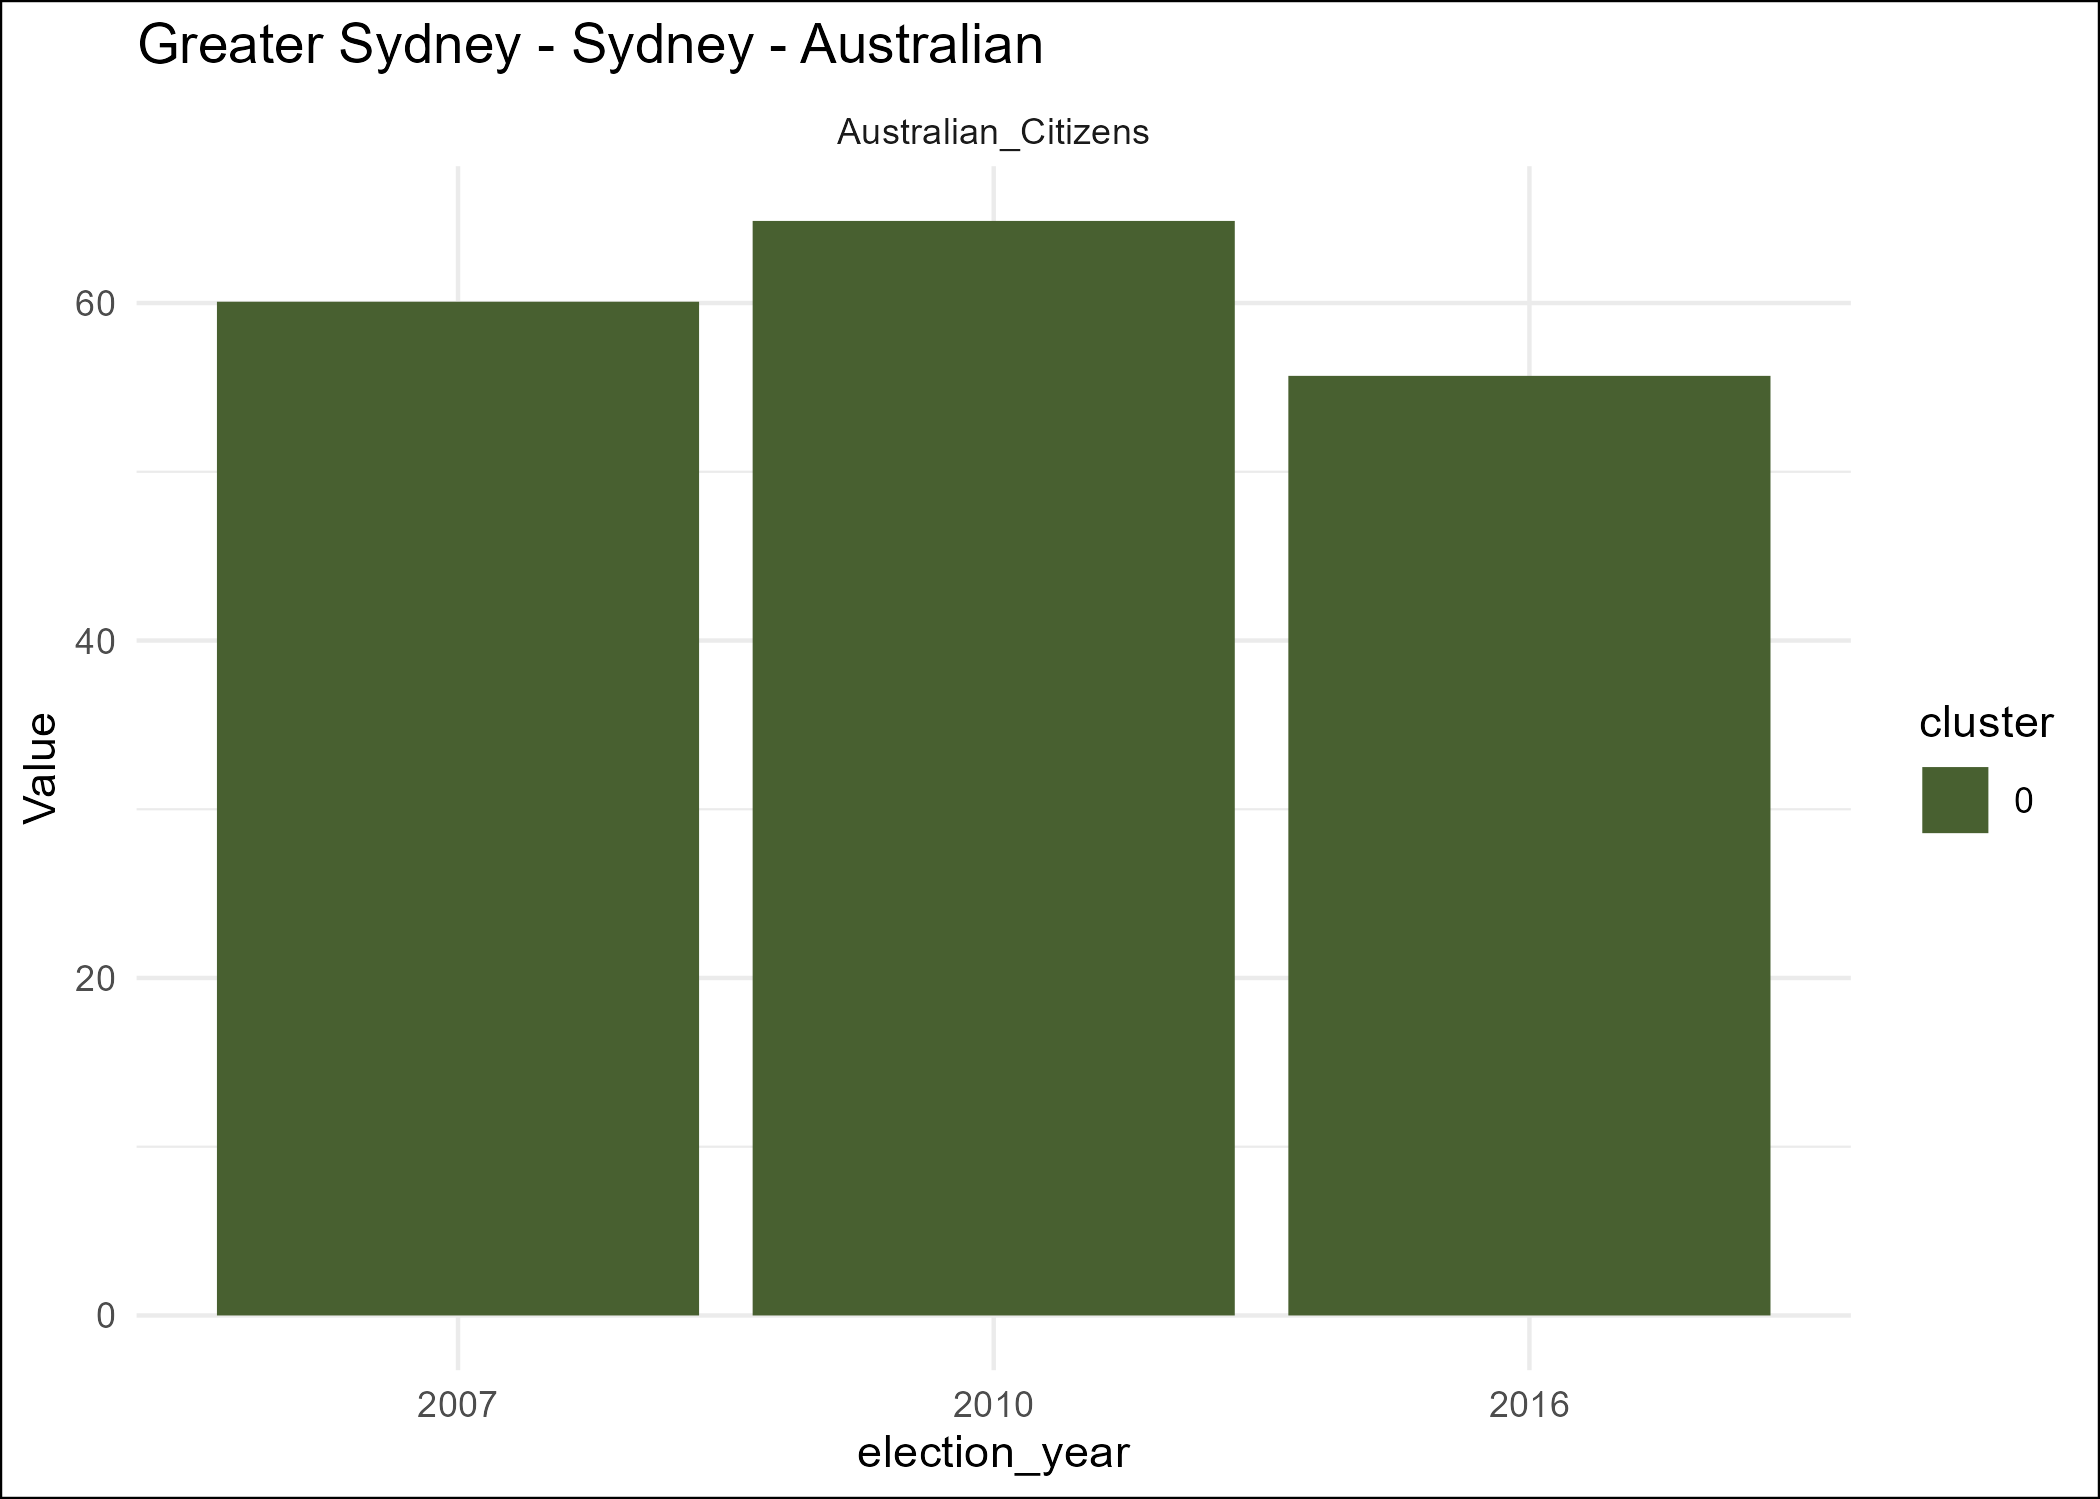 Greater Sydney - Sydney - Australian
Australian_Citizens
60
40
20
0
Value
2007 2010 2016
election_year
cluster
0